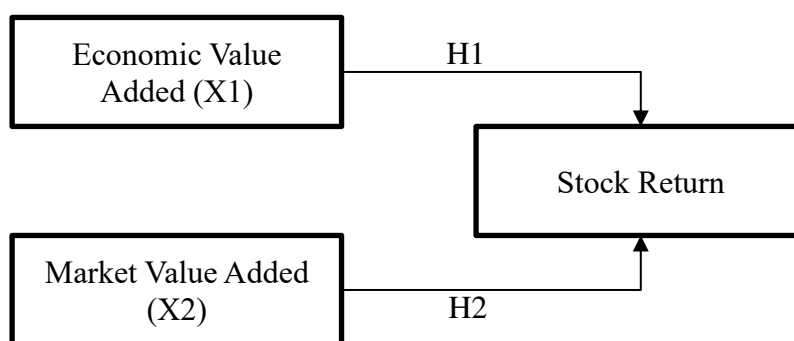 Economic Value
Added (X1)
H1
Stock Return
Market Value Added
(X2)
H2